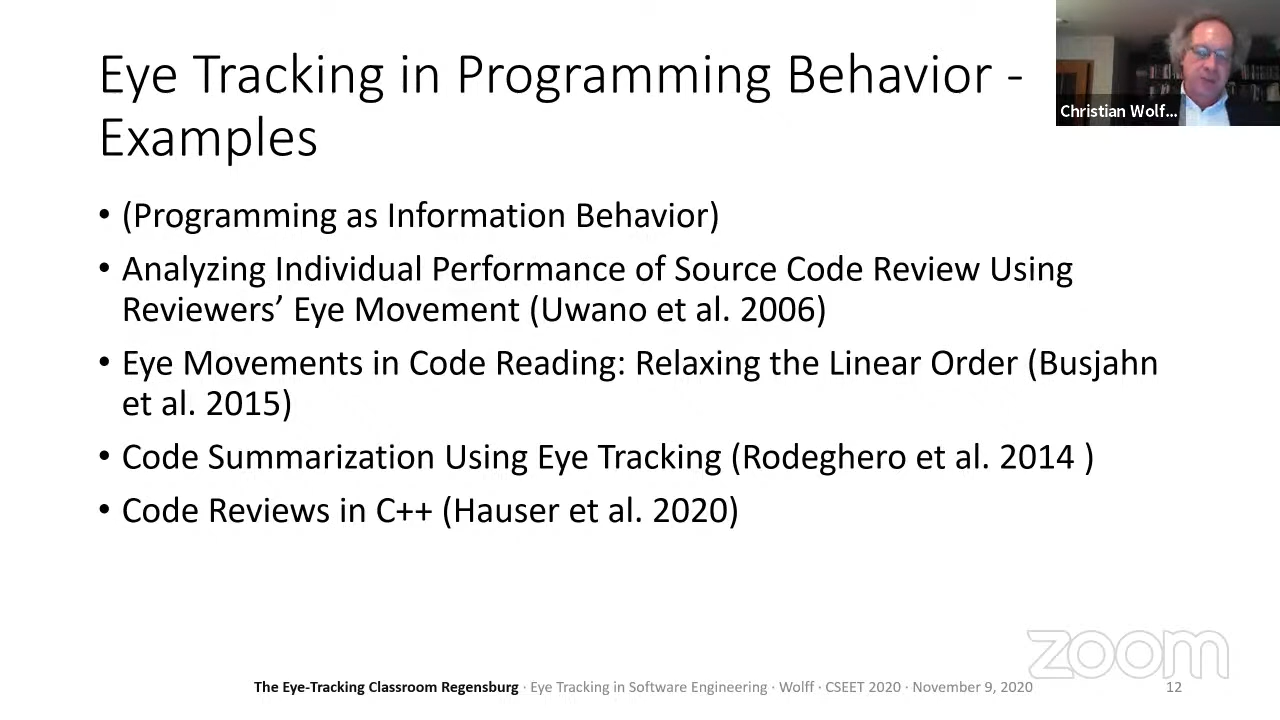 Eye Tracking in Programming Behavior -
Examples
Christian Wolf...
• (Programming as Information Behavior)
• Analyzing Individual Performance of Source Code Review Using
Reviewers’ Eye Movement (Uwano et al. 2006)
• Eye Movements in Code Reading: Relaxing the Linear Order (Busjahn
et al. 2015)
• Code Summarization Using Eye Tracking (Rodeghero et al. 2014 )
• Code Reviews in C++ (Hauser et al. 2020)
zoom
The Eye-Tracking Classroom Regensburg · Eye Tracking in Software Engineering · Wolff · CSEET 2020 · November 9, 2020 12